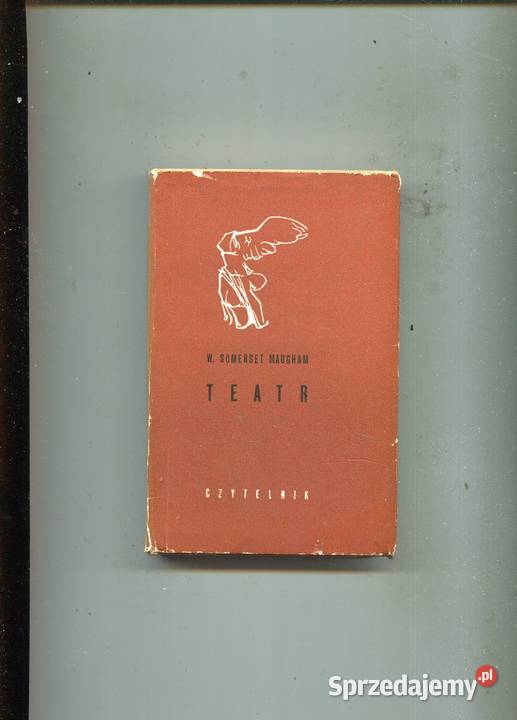 W. SOMERSET MAUGHAM
TEATR
CZYTELNIK
Sprzedajemy.pl